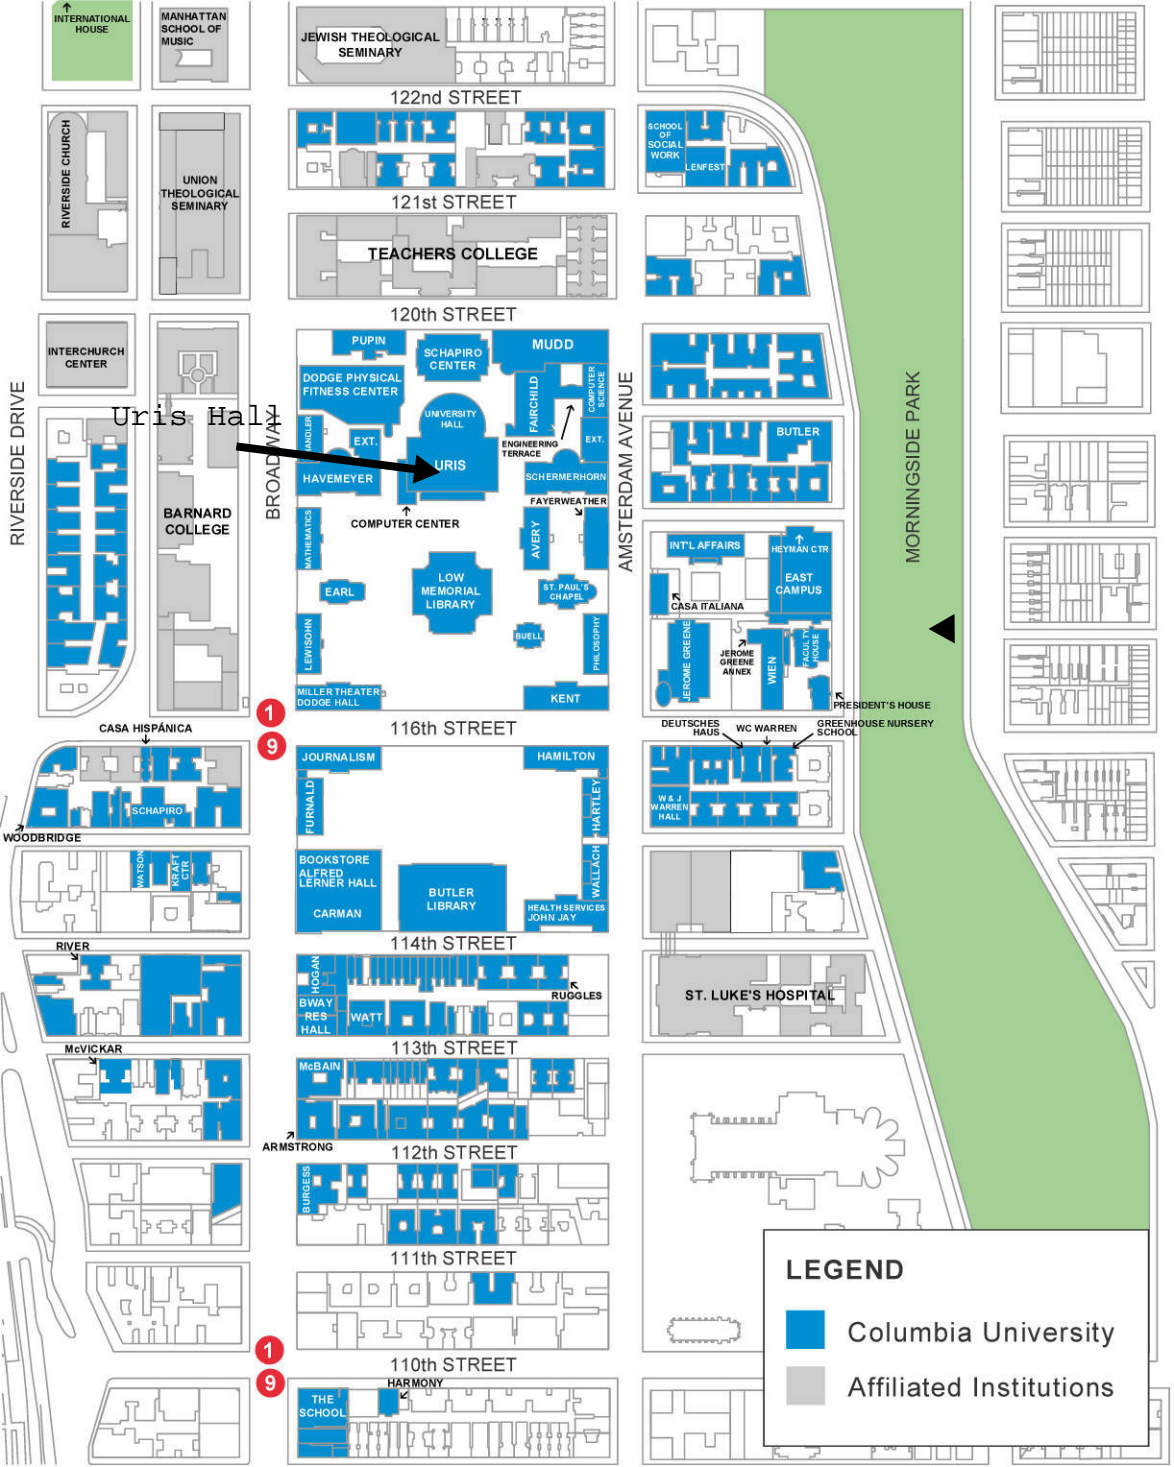 INTERNATIONAL
HOUSE
MANHATTAN
SCHOOL OF
MUSIC
JEWISH THEOLOGICAL
SEMINARY
122nd STREET
RIVERSIDE CHURCH
UNION
THEOLOGICAL
SEMINARY
SCHOOL
OF
SOCIAL
WORK
LENFEST
121st STREET
TEACHERS COLLEGE
120th STREET
INTERCHURCH
CENTER
PUPIN
SCHAPIRO
CENTER
MUDD
DODGE PHYSICAL
FITNESS CENTER
FAIRCHILD
COMPUTER
SCIENCE
RIVERSIDE DRIVE
Uris Hall
BROADWAY
UNIVERSITY
HALL
ANDLER
EXT.
ENGINEERING
TERRACE
EXT.
AMSTERDAM AVENUE
BUTLER
MORNINGSIDE PARK
URIS
HAVEMEYER
SCHERMERHORN
FAYERWEATHER
BARNARD
COLLEGE
COMPUTER CENTER
MATHEMATICS
AVERY
INT'L AFFAIRS
HEYMAN CTR
EARL
LOW
MEMORIAL
LIBRARY
ST. PAUL'S
CHAPEL
EAST
CAMPUS
CASA ITALIANA
LEWISOHN
BUELL
PHILOSOPHY
JEROME GREENE
JEROME
GREENE
ANNEX
WIEN
FACULTY
HOUSE
MILLER THEATER
DODGE HALL
KENT
PRESIDENT'S HOUSE
1
116th STREET
9
CASA HISPÁNICA
DEUTSCHES
HAUS
WC WARREN
GREENHOUSE NURSERY
SCHOOL
JOURNALISM
HAMILTON
FURNALD
HARTLEY
SCHAPIRO
W & J
WARREN
HALL
WOODBRIDGE
WATSON
KRAFT
CTR
BOOKSTORE
ALFRED
LERNER HALL
CARMAN
BUTLER
LIBRARY
WALLACH
HEALTH SERVICES
JOHN JAY
114th STREET
RIVER
HOGAN
BWAY
RES
HALL
WATT
RUGGLES
ST. LUKE'S HOSPITAL
113th STREET
McVICKAR
McBAIN
ARMSTRONG
112th STREET
BURGESS
111th STREET
1
110th STREET
9
HARMONY
THE
SCHOOL
LEGEND
Columbia University
Affiliated Institutions